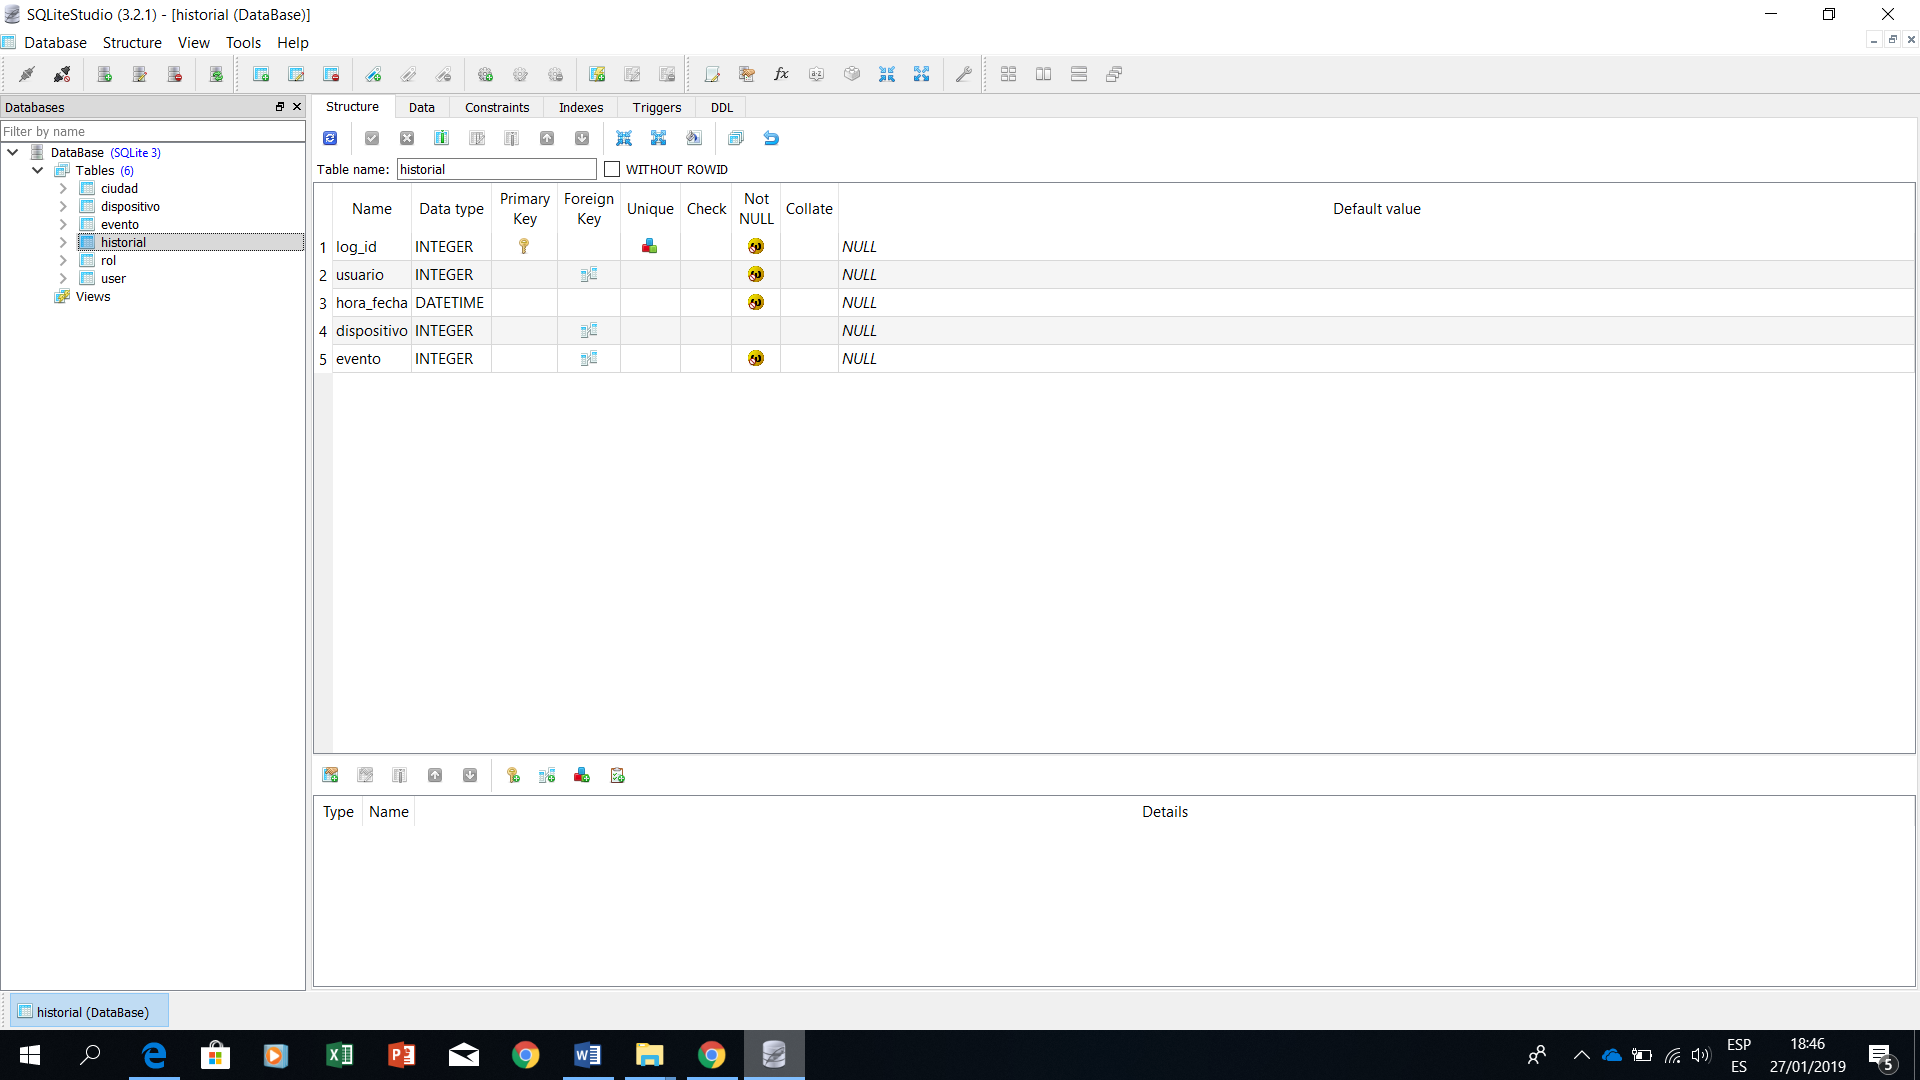 SQLiteStudio (3.2.1) - [historial (DataBase)]
Database Structure View Tools Help
Databases
Filter by name
DataBase (SQLite 3)
Tables (6)
ciudad
dispositivo
evento
historial
rol
user
Views
Structure Data Constraints Indexes Triggers DDL
Table name: historial WITHOUT ROWID
Name Data type Primary Key Foreign Key Unique Check Not NULL Collate Default value
1 log_id INTEGER NULL
2 usuario INTEGER NULL
3 hora_fecha DATETIME NULL
4 dispositivo INTEGER NULL
5 evento INTEGER NULL
Type Name Details
historial (DataBase)
ESP
ES
18:46
27/01/2019
5